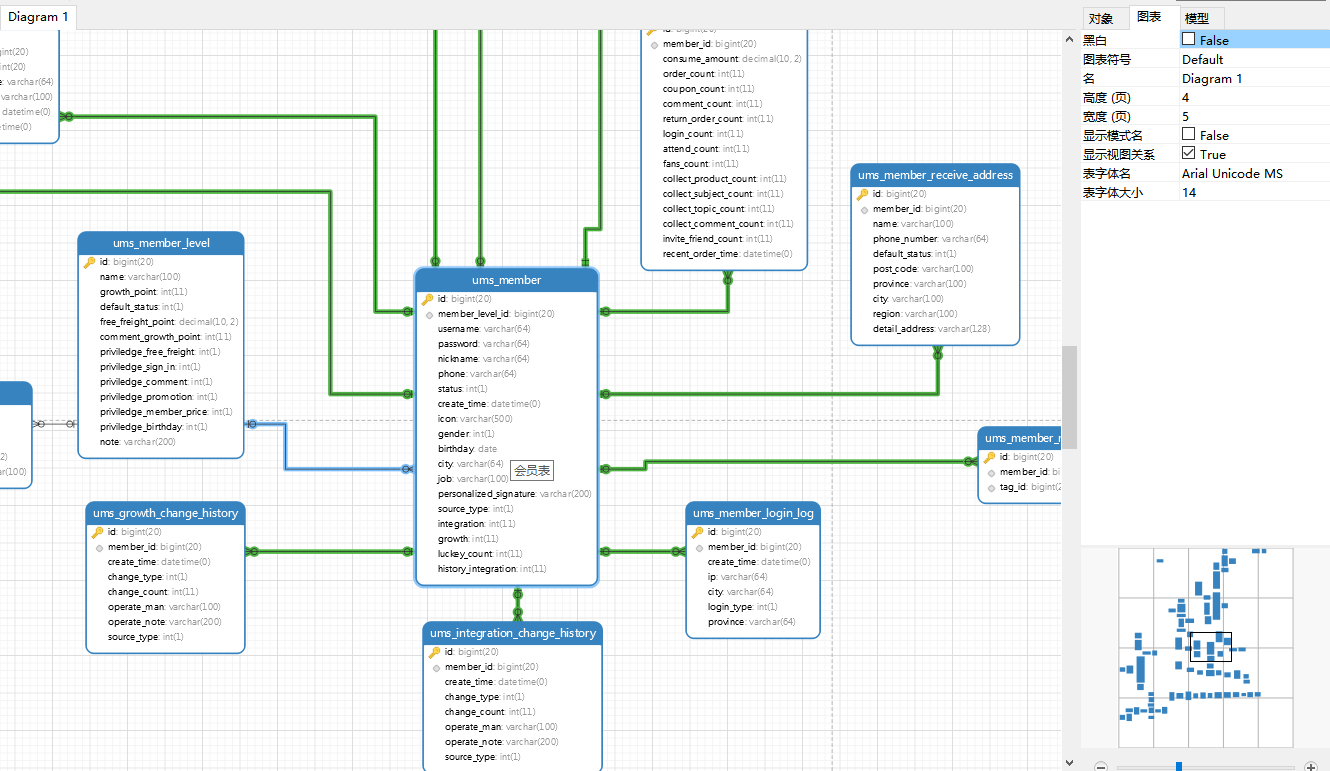 Diagram 1
int(20)
int(20)
e: varchar(64)
varchar(100)
datetime(0)
etime(0)
id: bigint(20)
member_id: bigint(20)
consume_amount: decimal(10, 2)
order_count: int(11)
coupon_count: int(11)
comment_count: int(11)
return_order_count: int(11)
login_count: int(11)
attend_count: int(11)
fans_count: int(11)
collect_product_count: int(11)
collect_subject_count: int(11)
collect_topic_count: int(11)
collect_comment_count: int(11)
invite_friend_count: int(11)
recent_order_time: datetime(0)
ums_member_receive_address
id: bigint(20)
member_id: bigint(20)
name: varchar(100)
phone_number: varchar(64)
default_status: int(1)
post_code: varchar(100)
province: varchar(100)
city: varchar(100)
region: varchar(100)
detail_address: varchar(128)
ums_member_level
id: bigint(20)
name: varchar(100)
growth_point: int(11)
default_status: int(1)
free_freight_point: decimal(10, 2)
comment_growth_point: int(11)
priviledge_free_freight: int(1)
priviledge_sign_in: int(1)
priviledge_comment: int(1)
priviledge_promotion: int(1)
priviledge_member_price: int(1)
priviledge_birthday: int(1)
note: varchar(200)
ums_member
id: bigint(20)
member_level_id: bigint(20)
username: varchar(64)
password: varchar(64)
nickname: varchar(64)
phone: varchar(64)
status: int(1)
create_time: datetime(0)
icon: varchar(500)
gender: int(1)
birthday: date
city: varchar(64)
job: varchar(100)
personalized_signature: varchar(200)
source_type: int(1)
integration: int(11)
growth: int(11)
luckey_count: int(11)
history_integration: int(11)
会员表
2)
ar(100)
ums_member_r
id: bigint(20)
member_id: bi
tag_id: bigint(2
ums_growth_change_history
id: bigint(20)
member_id: bigint(20)
create_time: datetime(0)
change_type: int(1)
change_count: int(11)
operate_man: varchar(100)
operate_note: varchar(200)
source_type: int(1)
ums_member_login_log
id: bigint(20)
member_id: bigint(20)
create_time: datetime(0)
ip: varchar(64)
city: varchar(64)
login_type: int(1)
province: varchar(64)
ums_integration_change_history
id: bigint(20)
member_id: bigint(20)
create_time: datetime(0)
change_type: int(1)
change_count: int(11)
operate_man: varchar(100)
operate_note: varchar(200)
source_type: int(1)
对象 图表 模型
黑白 False
图表符号 Default
名 Diagram 1
高度 (页) 4
宽度 (页) 5
显示模式名 False
显示视图关系 True
表字体名 Arial Unicode MS
表字体大小 14